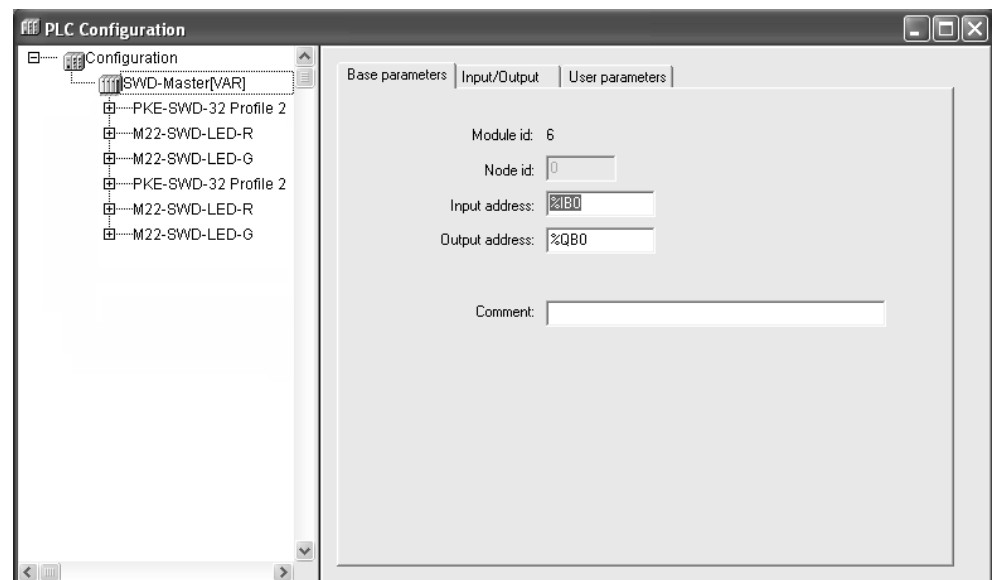 PLC Configuration
Configuration
SWD-Master[VAR]
PKE-SWD-32 Profile 2
M22-SWD-LED-R
M22-SWD-LED-G
PKE-SWD-32 Profile 2
M22-SWD-LED-R
M22-SWD-LED-G
Base parameters Input/Output User parameters
Module id: 6
Node id: 0
Input address: %IB0
Output address: %QB0
Comment: